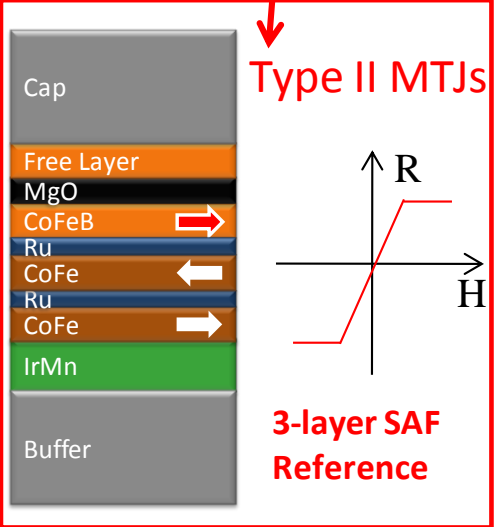 Type II MTJs
Cap
Free Layer
MgO
CoFeB
Ru
CoFe
Ru
CoFe
IrMn
Buffer
R
H
3-layer SAF
Reference